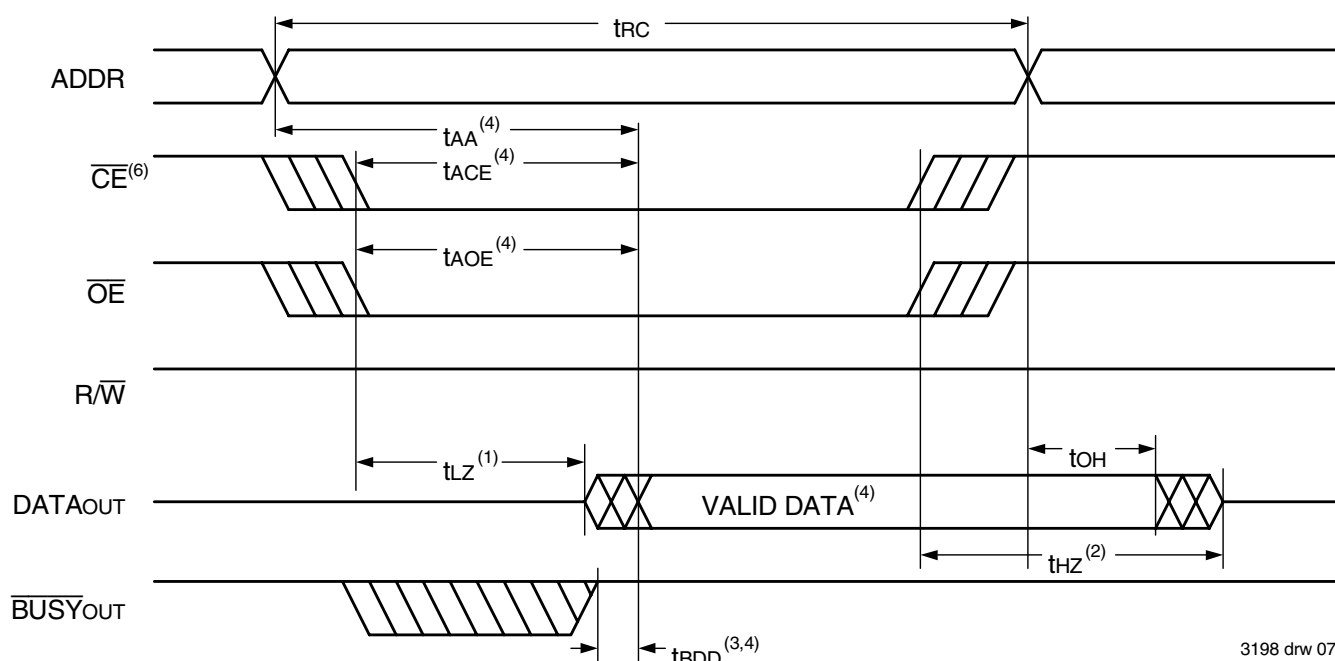 tRC
ADDR
tAA(4)
CE(6)
tACE(4)
tAOE(4)
OE
R/W
tLZ(1)
tOH
DATAOUT
VALID DATA(4)
tHZ(2)
BUSYOUT
tBDD(3,4)
3198 drw 07